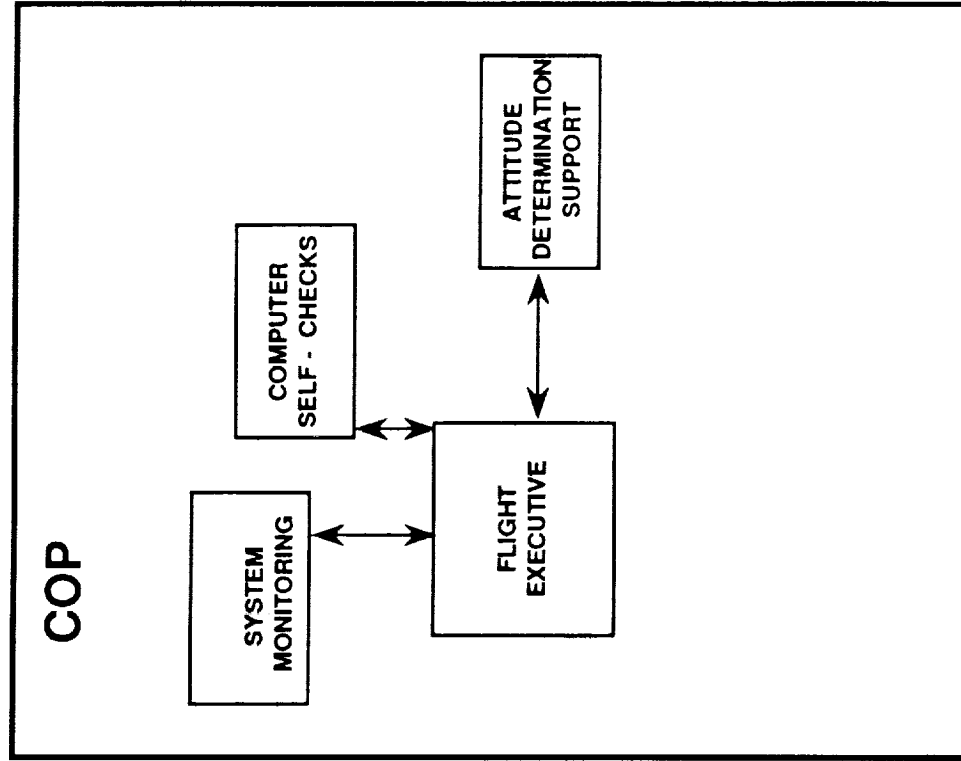 COP
SYSTEM
MONITORING
COMPUTER
SELF - CHECKS
FLIGHT
EXECUTIVE
ATTITUDE
DETERMINATION
SUPPORT